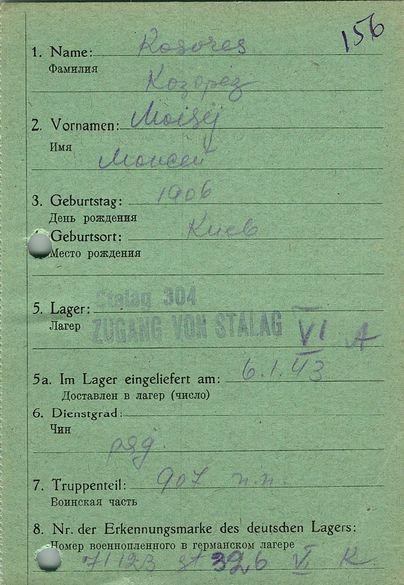 156
1. Name: Kosores
Фамилия
Козорез
2. Vornamen: Moisej
Имя
Моисей
3. Geburtstag: 1906
День рождения
Geburtsort: Киев
Место рождения
Stalag 304
5. Lager: ZUGANG VON STALAG VI A
Лагерь
5a. Im Lager eingeliefert am: 6.1.43
Доставлен в лагерь (число)
6. Dienstgrad:
Чин
ряд.
7. Truppenteil: 907 п.п.
Воинская часть
8. Nr. der Erkennungsmarke des deutschen Lagers:
Номер военнопленного в германском лагере
326 VI K.